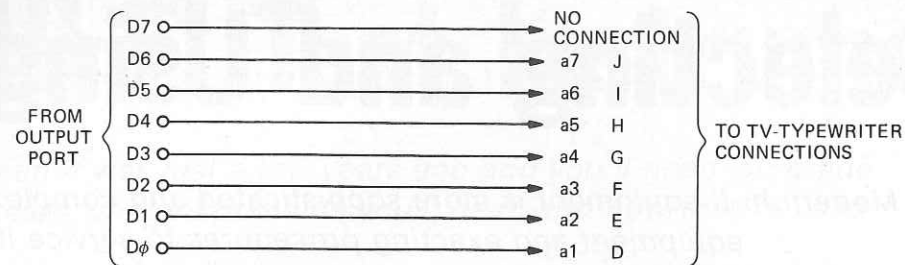 FROM
OUTPUT
PORT
D7 NO
CONNECTION
D6 a7 J
D5 a6 I
D4 a5 H
D3 a4 G
D2 a3 F
D1 a2 E
Dϕ a1 D
TO TV-TYPEWRITER
CONNECTIONS